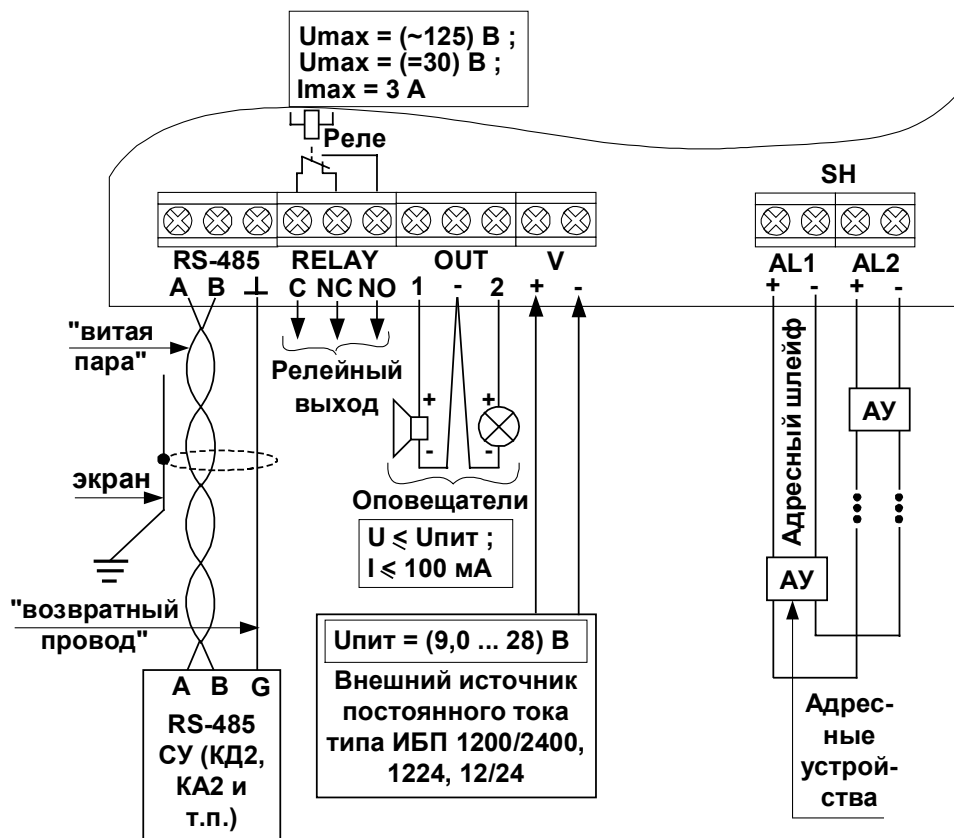 Umax = (~125) В ;
Umax = (=30) В ;
Imax = 3 А
Реле
SH
RS-485 RELAY OUT V
AL1 AL2
A B ⊥ C NC NO 1 - 2 + -
+ - + -
"витая
пара"
Релейный
выход
+ +
- -
экран
Оповещатели
U ⩽ Uпит ;
I ⩽ 100 мА
Адресный шлейф
АУ
АУ
"возвратный
провод"
Uпит = (9,0 ... 28) В
Внешний источник
постоянного тока
типа ИБП 1200/2400,
1224, 12/24
A B G
RS-485
СУ (КД2,
КА2 и
т.п.)
Адрес-
ные
устрой-
ства